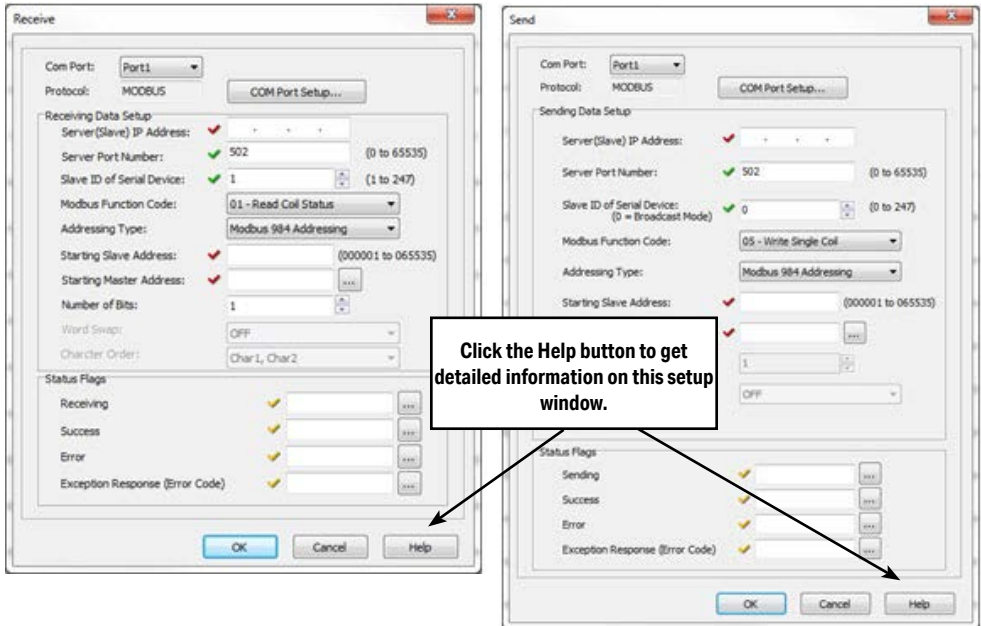 Receive
Com Port: Port1
Protocol: MODBUS COM Port Setup...
Receiving Data Setup
Server(Slave) IP Address: . . .
Server Port Number: 502 (0 to 65535)
Slave ID of Serial Device: 1 (1 to 247)
Modbus Function Code: 01 - Read Coil Status
Addressing Type: Modbus 984 Addressing
Starting Slave Address: (000001 to 065535)
Starting Master Address: ...
Number of Bits: 1
Word Swap: OFF
Charcter Order: Char1, Char2
Status Flags
Receiving ...
Success ...
Error ...
Exception Response (Error Code) ...
OK Cancel Help
Send
Com Port: Port1
Protocol: MODBUS COM Port Setup...
Sending Data Setup
Server(Slave) IP Address: . . .
Server Port Number: 502 (0 to 65535)
Slave ID of Serial Device: 0 (0 to 247)
(0 = Broadcast Mode)
Modbus Function Code: 05 - Write Single Coil
Addressing Type: Modbus 984 Addressing
Starting Slave Address: (000001 to 065535)
...
1
OFF
Status Flags
Sending ...
Success ...
Error ...
Exception Response (Error Code) ...
OK Cancel Help
Click the Help button to get
detailed information on this setup
window.